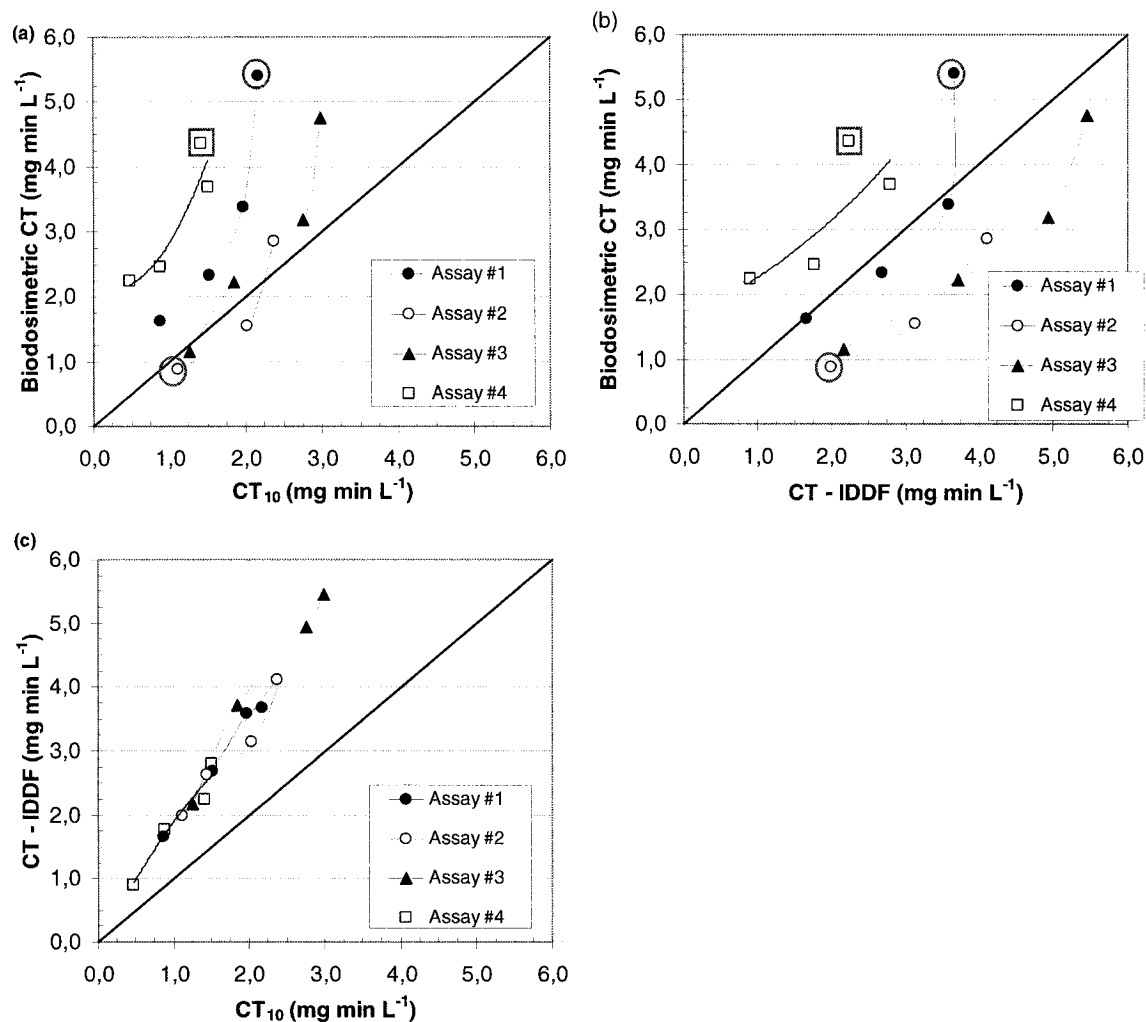 (a)
6,0
5,0
4,0
3,0
2,0
1,0
0,0
Biodosimetric CT (mg min L⁻¹)
Assay #1
Assay #2
Assay #3
Assay #4
0,0 1,0 2,0 3,0 4,0 5,0 6,0
CT₁₀ (mg min L⁻¹)
(b)
6,0
5,0
4,0
3,0
2,0
1,0
0,0
Biodosimetric CT (mg min L⁻¹)
Assay #1
Assay #2
Assay #3
Assay #4
0,0 1,0 2,0 3,0 4,0 5,0 6,0
CT - IDDF (mg min L⁻¹)
(c)
6,0
5,0
4,0
3,0
2,0
1,0
0,0
CT - IDDF (mg min L⁻¹)
Assay #1
Assay #2
Assay #3
Assay #4
0,0 1,0 2,0 3,0 4,0 5,0 6,0
CT₁₀ (mg min L⁻¹)